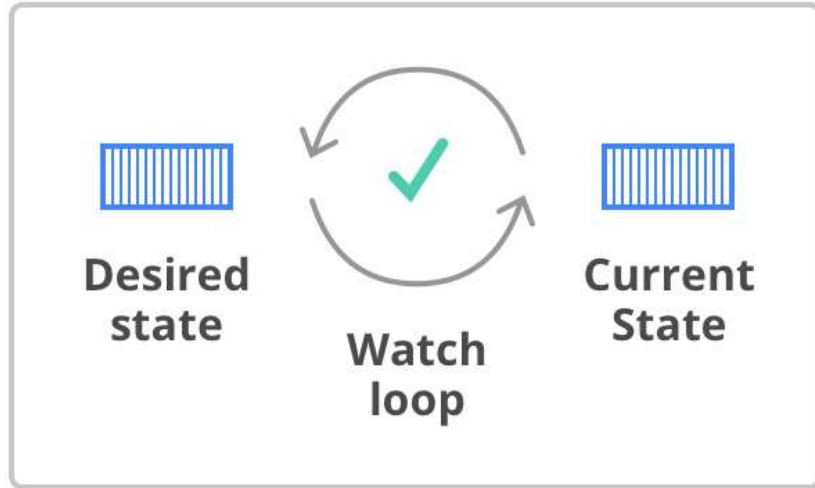 Desired
state
Watch
loop
Current
State